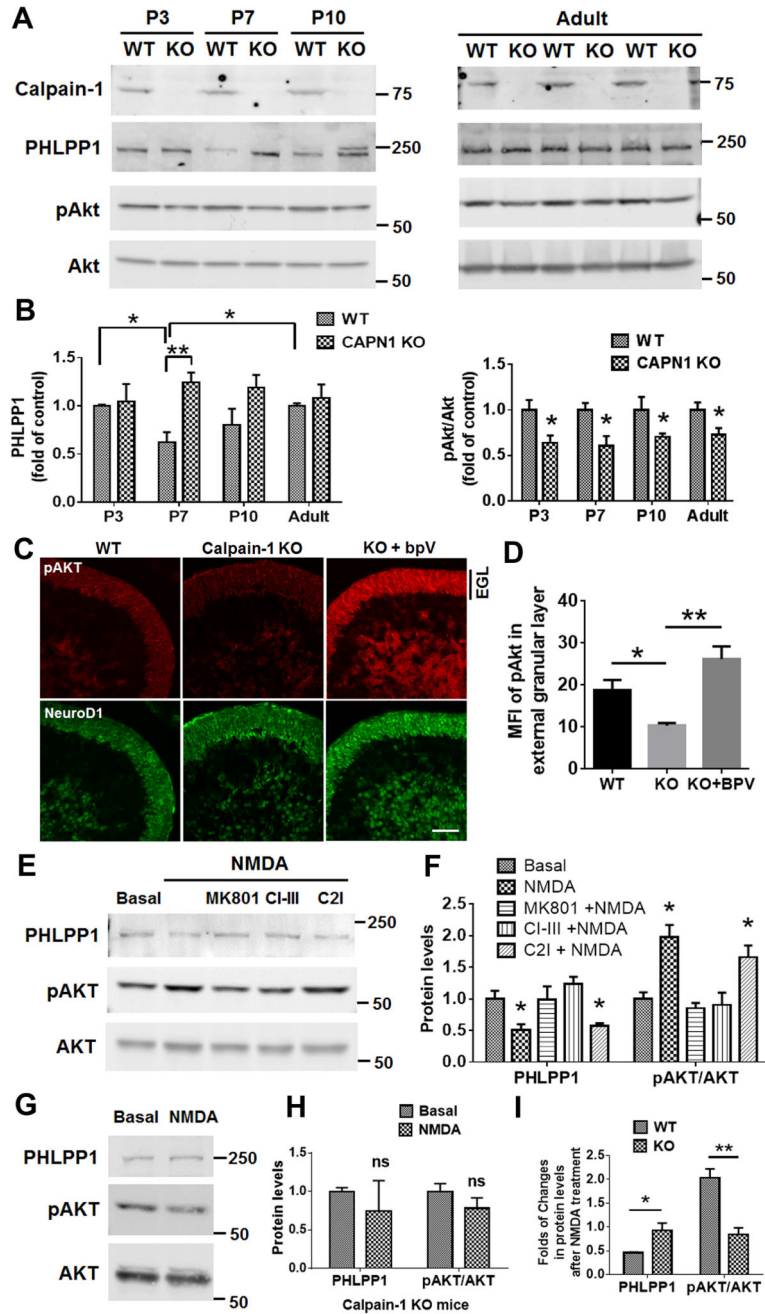 A
P3 P7 P10
WT KO WT KO WT KO
Adult
WT KO WT KO WT KO
Calpain-1
75
75
PHLPP1
250
250
pAkt
50
50
Akt
50
50
B
WT
CAPN1 KO
* *
**
PHLPP1
(fold of control)
1.5
1.0
0.5
0.0
P3 P7 P10 Adult
WT
CAPN1 KO
pAkt/Akt
(fold of control)
1.5
1.0
0.5
0.0
* * * *
P3 P7 P10 Adult
C
WT Calpain-1 KO KO + bpV
pAKT
EGL
NeuroD1
D
MFI of pAkt in
external granular layer
40
30
20
10
0
* **
WT KO KO+BPV
E
NMDA
Basal MK801 CI-III C2I
PHLPP1
250
pAKT
50
AKT
50
F
Basal
NMDA
MK801 +NMDA
CI-III +NMDA
C2I + NMDA
Protein levels
2.5
2.0
1.5
1.0
0.5
0.0
* * * *
PHLPP1 pAKT/AKT
G
Basal NMDA
PHLPP1
250
pAKT
50
AKT
50
H
Basal
NMDA
Protein levels
1.5
1.0
0.5
0.0
ns ns
PHLPP1 pAKT/AKT
Calpain-1 KO mice
I
WT
KO
Folds of Changes
in protein levels
after NMDA treatment
2.5
2.0
1.5
1.0
0.5
0.0
* **
PHLPP1 pAKT/AKT